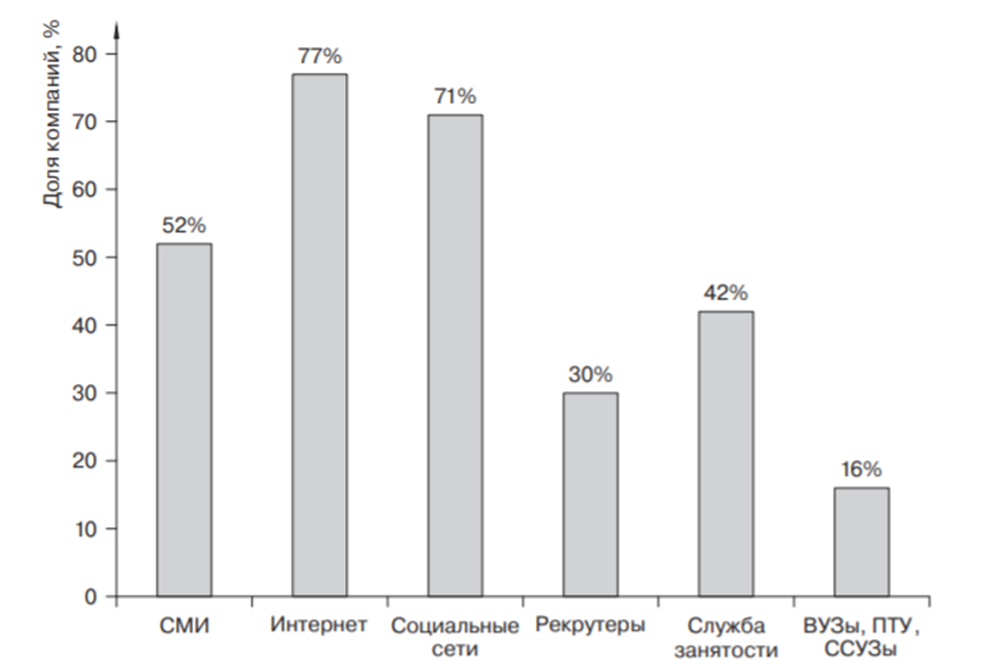 Доля компаний, %
80
70
60
50
40
30
20
10
0
52%
77%
71%
30%
42%
16%
СМИ
Интернет
Социальные
сети
Рекрутеры
Служба
занятости
ВУЗы, ПТУ,
ССУЗы